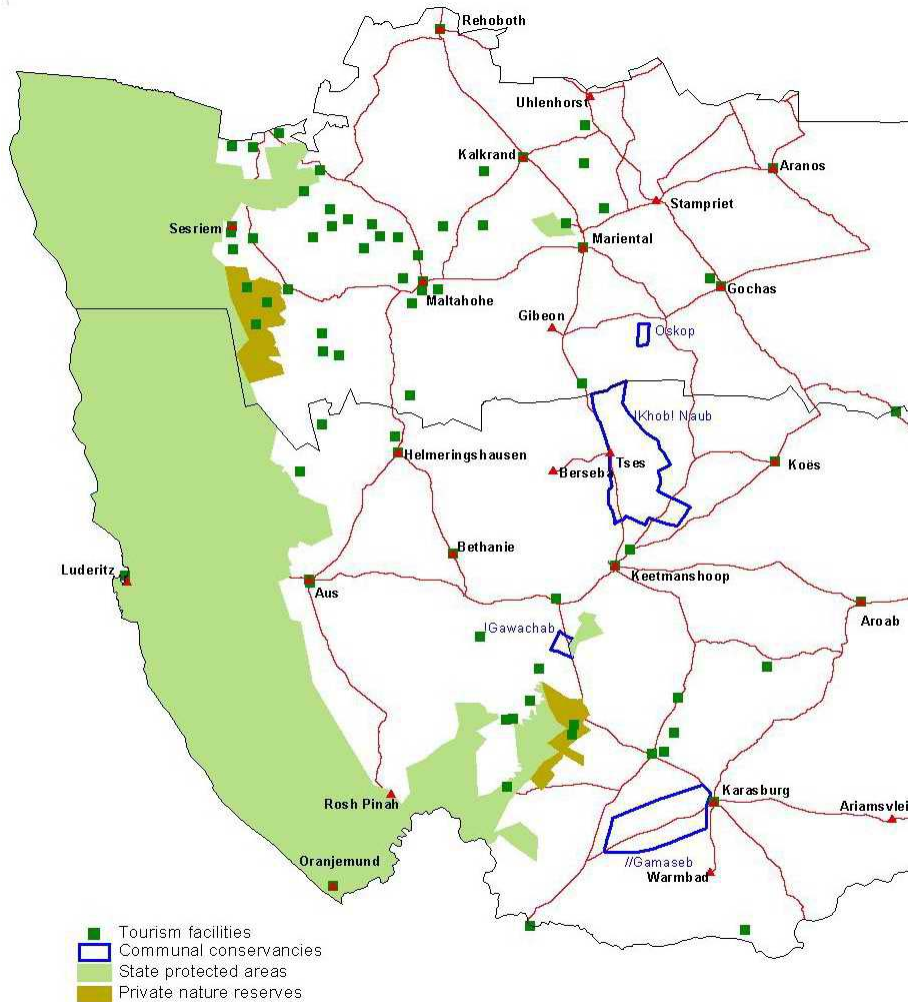 Rehoboth
Uhlenhorst
Kalkrand
Aranos
Stampriet
Sesriem
Mariental
Gochas
Maltahohe
Gibeon
Oskop
!Khob! Naub
Helmeringshausen
Tses
Berseba
Koës
Bethanie
Luderitz
Keetmanshoop
Aus
Aroab
!Gawachab
Karasburg
Rosh Pinah
Ariamsvlei
Oranjemund
//Gamaseb
Warmbad
Tourism facilities
Communal conservancies
State protected areas
Private nature reserves